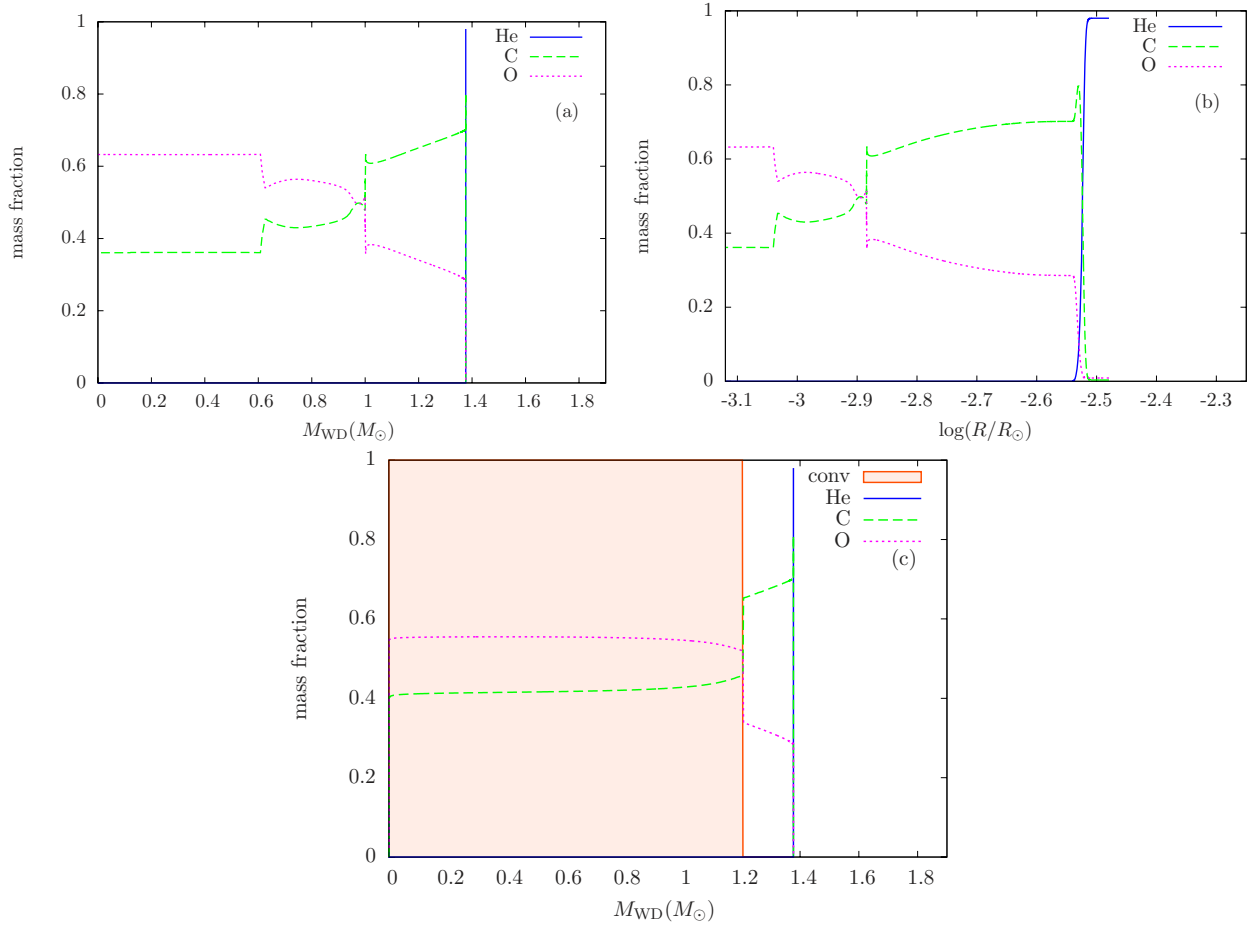 1
0.8
0.6
0.4
0.2
0
mass fraction
0 0.2 0.4 0.6 0.8 1 1.2 1.4 1.6 1.8
M_WD(M_⊙)
He
C
O
(a)
1
0.8
0.6
0.4
0.2
0
mass fraction
-3.1 -3 -2.9 -2.8 -2.7 -2.6 -2.5 -2.4 -2.3
log(R/R_⊙)
He
C
O
(b)
1
0.8
0.6
0.4
0.2
0
mass fraction
0 0.2 0.4 0.6 0.8 1 1.2 1.4 1.6 1.8
M_WD(M_⊙)
conv
He
C
O
(c)